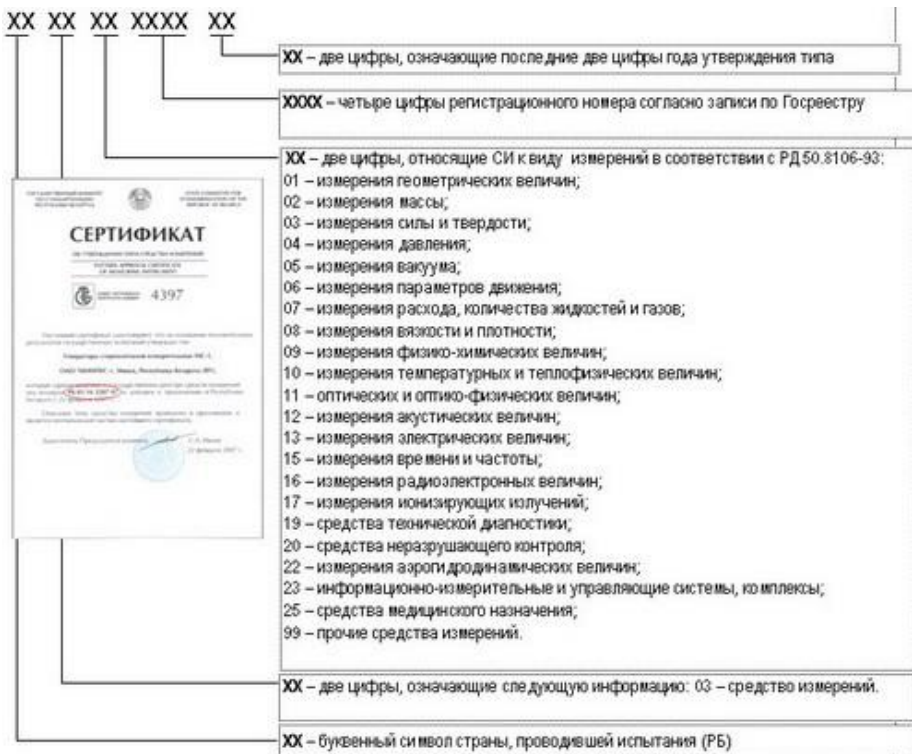 XX XX XX XXXX XX
XX – две цифры, означающие последние две цифры года утверждения типа
XXXX – четыре цифры регистрационного номера согласно записи по Госреестру
XX – две цифры, относящие СИ к виду измерений в соответствии с РД 50.8106-93:
01 – измерения геометрических величин;
02 – измерения массы;
03 – измерения силы и твердости;
04 – измерения давления;
05 – измерения вакуума;
06 – измерения параметров движения;
07 – измерения расхода, количества жидкостей и газов;
08 – измерения вязкости и плотности;
09 – измерения физико-химических величин;
10 – измерения температурных и теплофизических величин;
11 – оптических и оптико-физических величин;
12 – измерения акустических величин;
13 – измерения электрических величин;
15 – измерения времени и частоты;
16 – измерения радиоэлектронных величин;
17 – измерения ионизирующих излучений;
19 – средства технической диагностики;
20 – средства неразрушающего контроля;
22 – измерения аэрогидродинамических величин;
23 – информационно-измерительные и управляющие системы, комплексы;
25 – средства медицинского назначения;
99 – прочие средства измерений.
XX – две цифры, означающие следующую информацию: 03 – средство измерений.
XX – буквенный символ страны, проводившей испытания (РБ)
СЕРТИФИКАТ
4397